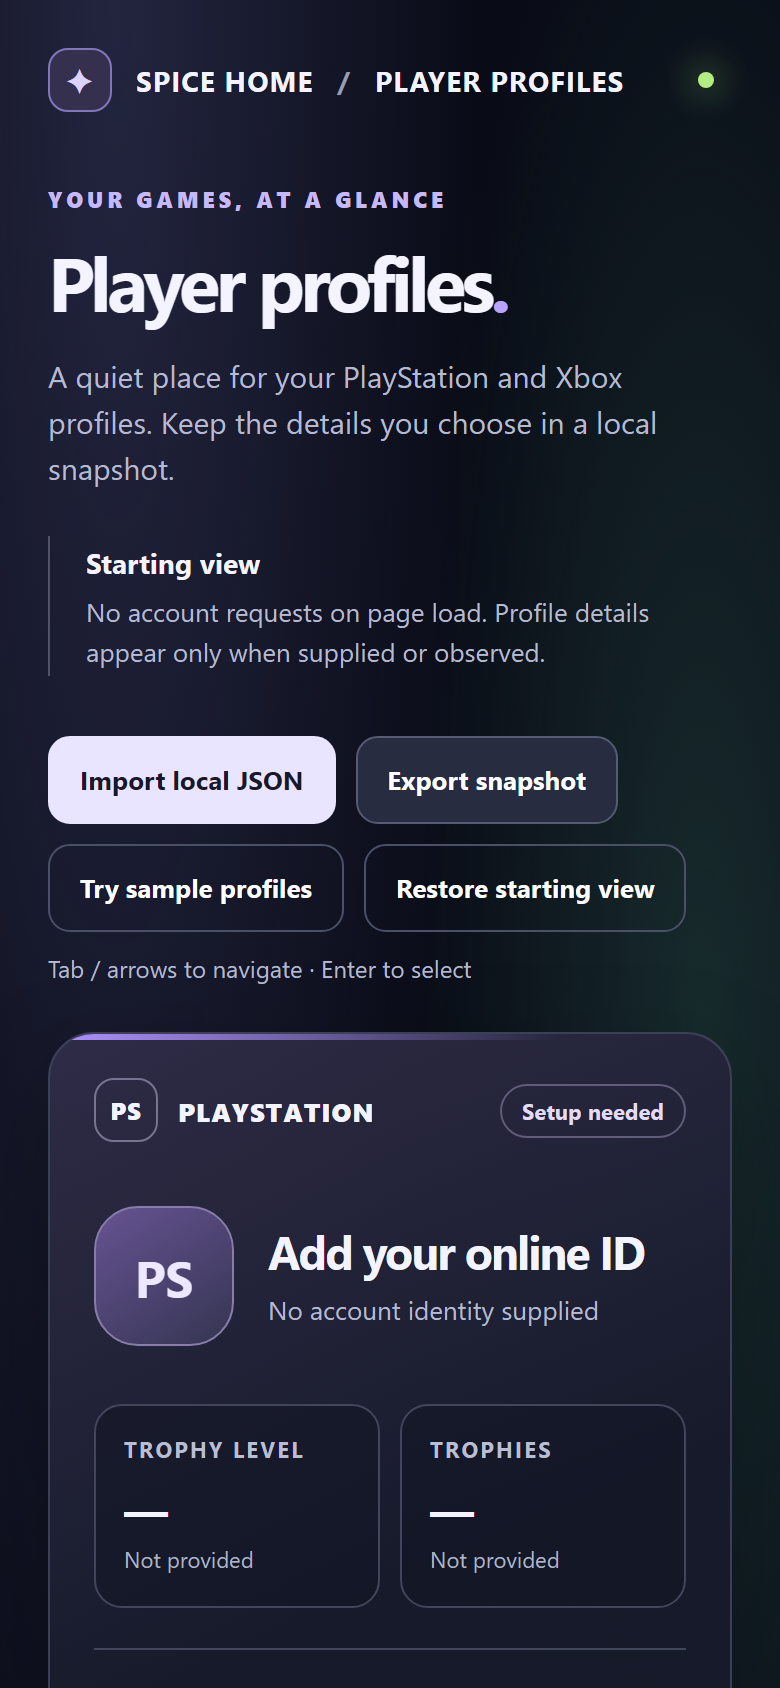 SPICE HOME / PLAYER PROFILES
YOUR GAMES, AT A GLANCE
Player profiles.
A quiet place for your PlayStation and Xbox
profiles. Keep the details you choose in a local
snapshot.
Starting view
No account requests on page load. Profile details
appear only when supplied or observed.
Import local JSON
Export snapshot
Try sample profiles
Restore starting view
Tab / arrows to navigate · Enter to select
PS PLAYSTATION
Setup needed
PS
Add your online ID
No account identity supplied
TROPHY LEVEL
—
Not provided
TROPHIES
—
Not provided